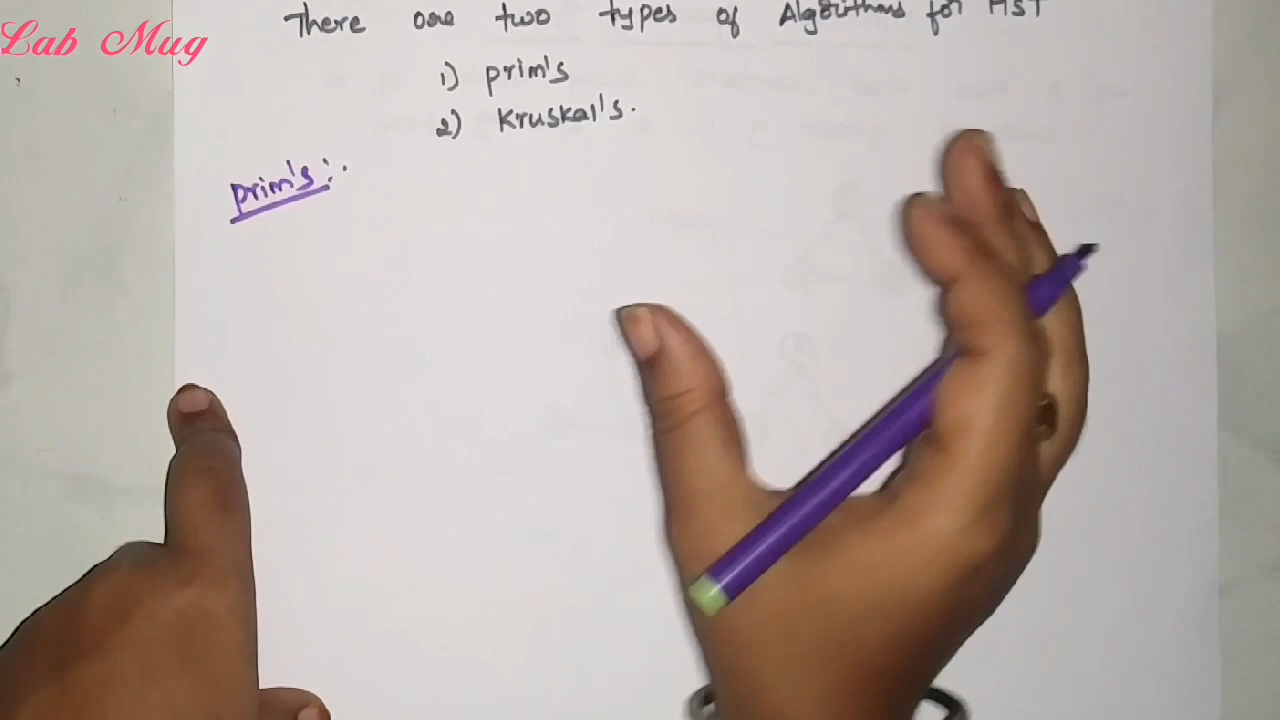 Lab Mug
There are two types of Algorithms for MST
1) prim's
2) Kruskal's.
prim's :.